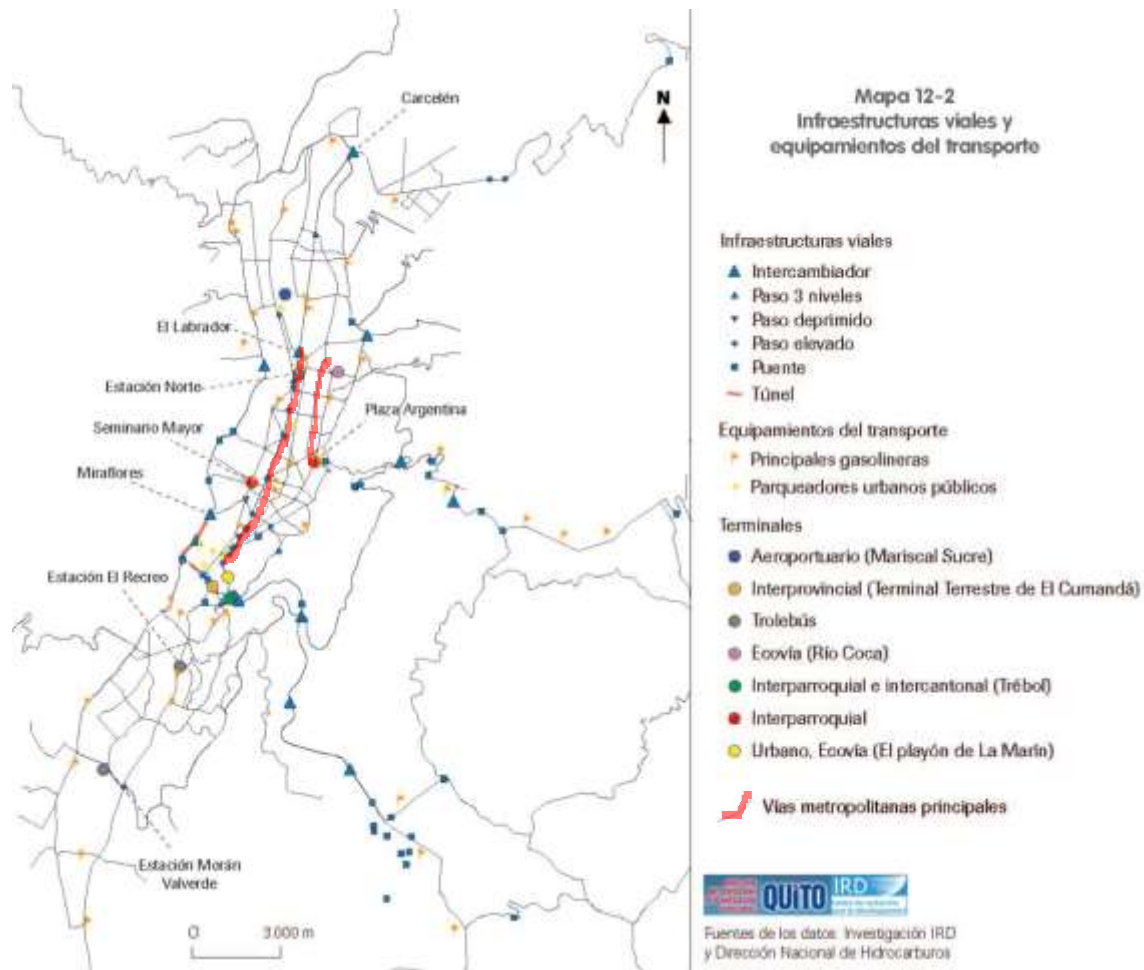 Mapa 12-2
Infraestructuras viales y
equipamientos del transporte
N
Carcelén
El Labrador
Estación Norte
Plaza Argentina
Seminario Mayor
Miraflores
Estación El Recreo
Estación Morán
Valverde
0 3.000 m
Infraestructuras viales
Intercambiador
Paso 3 niveles
Paso deprimido
Paso elevado
Puente
Túnel
Equipamientos del transporte
Principales gasolineras
Parqueadores urbanos públicos
Terminales
Aeroportuario (Mariscal Sucre)
Interprovincial (Terminal Terrestre de El Cumandá)
Trolebús
Ecovía (Río Coca)
Interparroquial e intercantonal (Trébol)
Interparroquial
Urbano, Ecovía (El playón de La Marín)
Vías metropolitanas principales
QUITO
IRD
Fuentes de los datos: Investigación IRD
y Dirección Nacional de Hidrocarburos